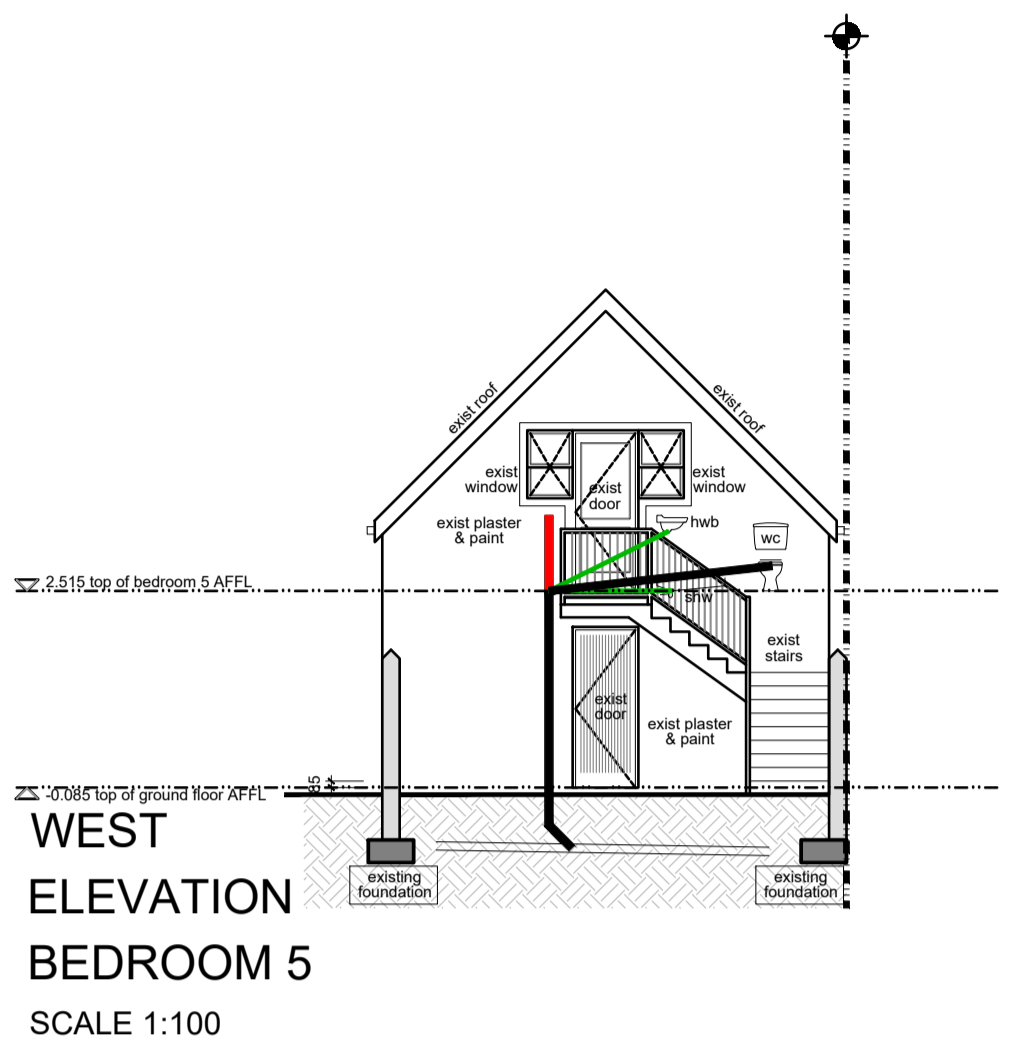 exist roof
exist roof
exist
window
exist
door
exist
window
exist plaster
& paint
hwb
WC
2.515 top of bedroom 5 AFFL
shw
exist
stairs
exist
door
exist plaster
& paint
85
-0.085 top of ground floor AFFL
existing
foundation
existing
foundation
WEST
ELEVATION
BEDROOM 5
SCALE 1:100